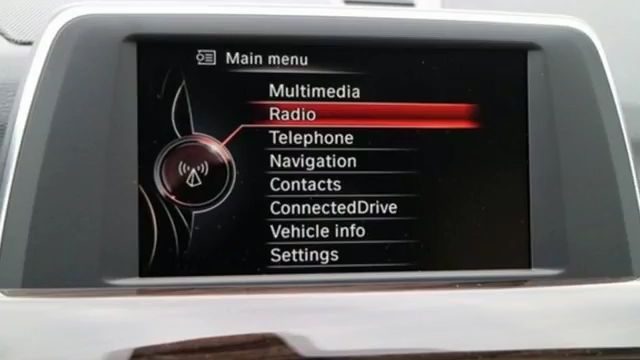 Main menu
Multimedia
Radio
Telephone
Navigation
Contacts
ConnectedDrive
Vehicle info
Settings